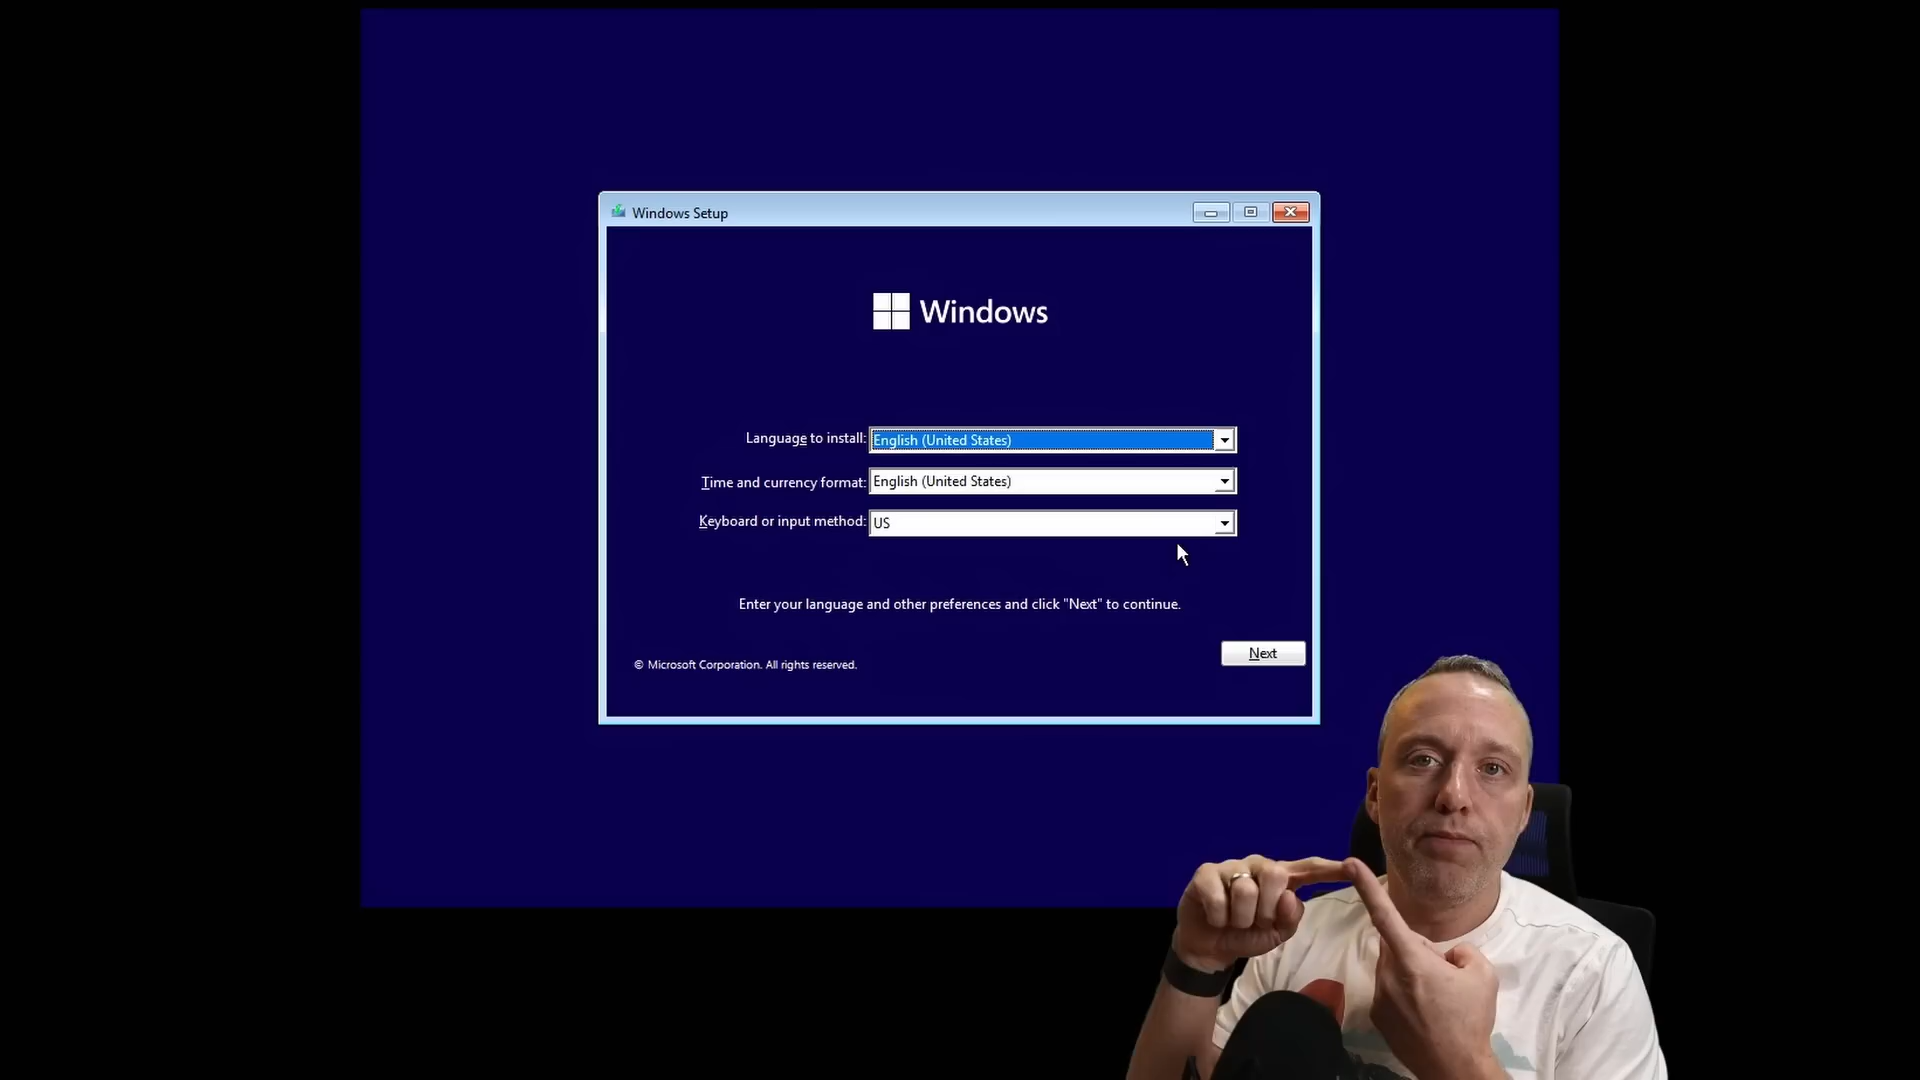 Windows Setup
Windows
Language to install: English (United States)
Time and currency format: English (United States)
Keyboard or input method: US
Enter your language and other preferences and click "Next" to continue.
Next
© Microsoft Corporation. All rights reserved.